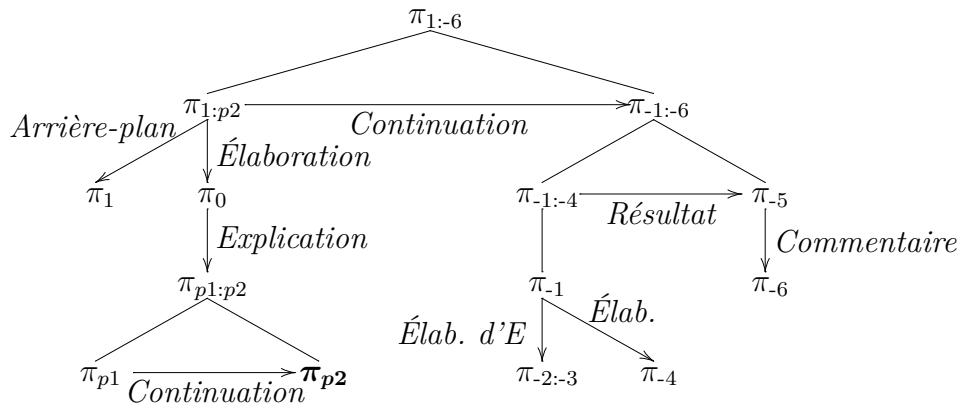 π1:-6
π1:p2 Continuation π-1:-6
Arrière-plan Élaboration
π1 π0 π-1:-4 Résultat π-5
Explication Commentaire
πp1:p2 π-1 π-6
Élab. d'E Élab.
πp1 Continuation πp2 π-2:-3 π-4